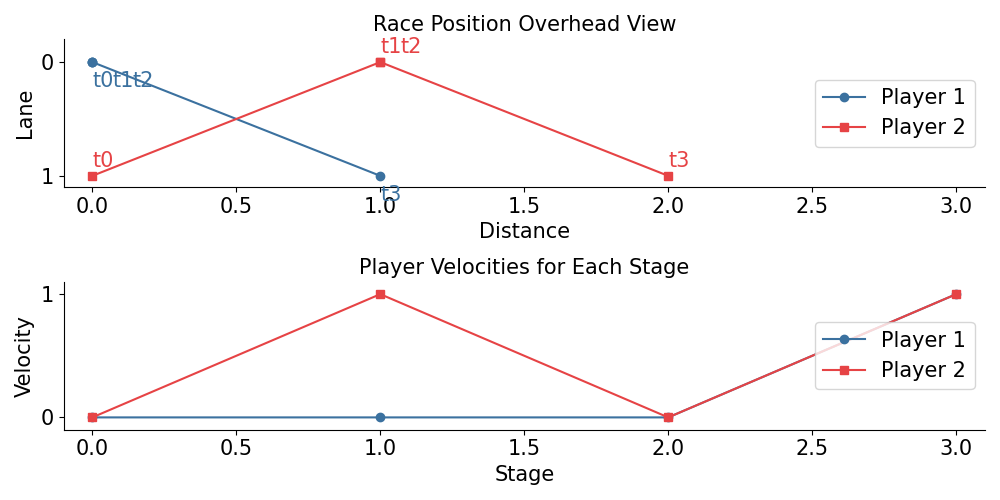 Race Position Overhead View
0
t1t2
t0t1t2
Player 1
Lane
Player 2
t0
t3
1
t3
0.0 0.5 1.0 1.5 2.0 2.5 3.0
Distance
Player Velocities for Each Stage
1
Velocity
Player 1
Player 2
0
0.0 0.5 1.0 1.5 2.0 2.5 3.0
Stage